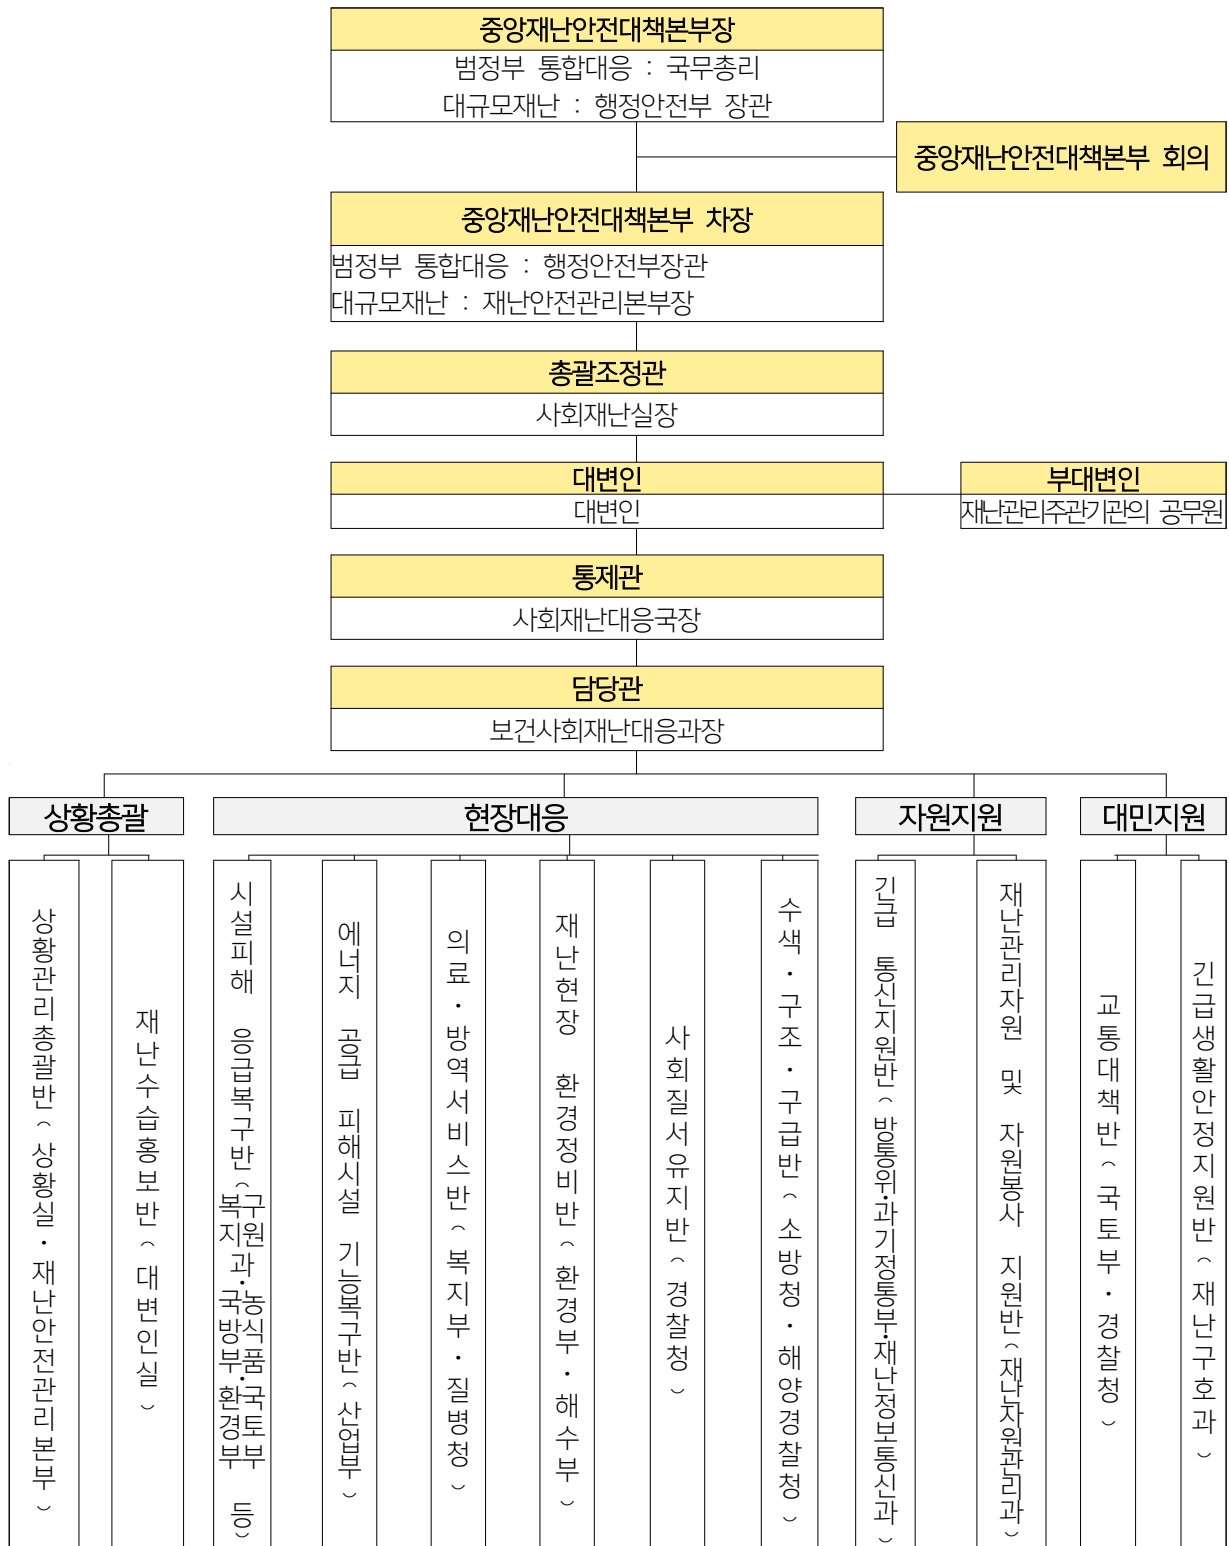 중앙재난안전대책본부장
범정부 통합대응 : 국무총리
대규모재난 : 행정안전부 장관
중앙재난안전대책본부 회의
중앙재난안전대책본부 차장
범정부 통합대응 : 행정안전부장관
대규모재난 : 재난안전관리본부장
총괄조정관
사회재난실장
대변인
대변인
부대변인
재난관리주관기관의 공무원
통제관
사회재난대응국장
담당관
보건사회재난대응과장
상황총괄
현장대응
자원지원
대민지원
상황관리총괄반(상황실·재난안전관리본부)
재난수습홍보반(대변인실)
시설피해 응급복구반(복구지원과·농식품·국토부
국방부·환경부 등)
에너지 공급 피해시설 기능복구반(산업부)
의료·방역서비스반(복지부·질병청)
재난현장 환경정비반(환경부·해수부)
사회질서유지반(경찰청)
수색·구조·구급반(소방청·해양경찰청)
긴급 통신지원반(방통위·과기정통부·재난정보통신과)
재난관리자원 및 자원봉사 지원반(재난자원관리과)
교통대책반(국토부·경찰청)
긴급생활안정지원반(재난구호과)